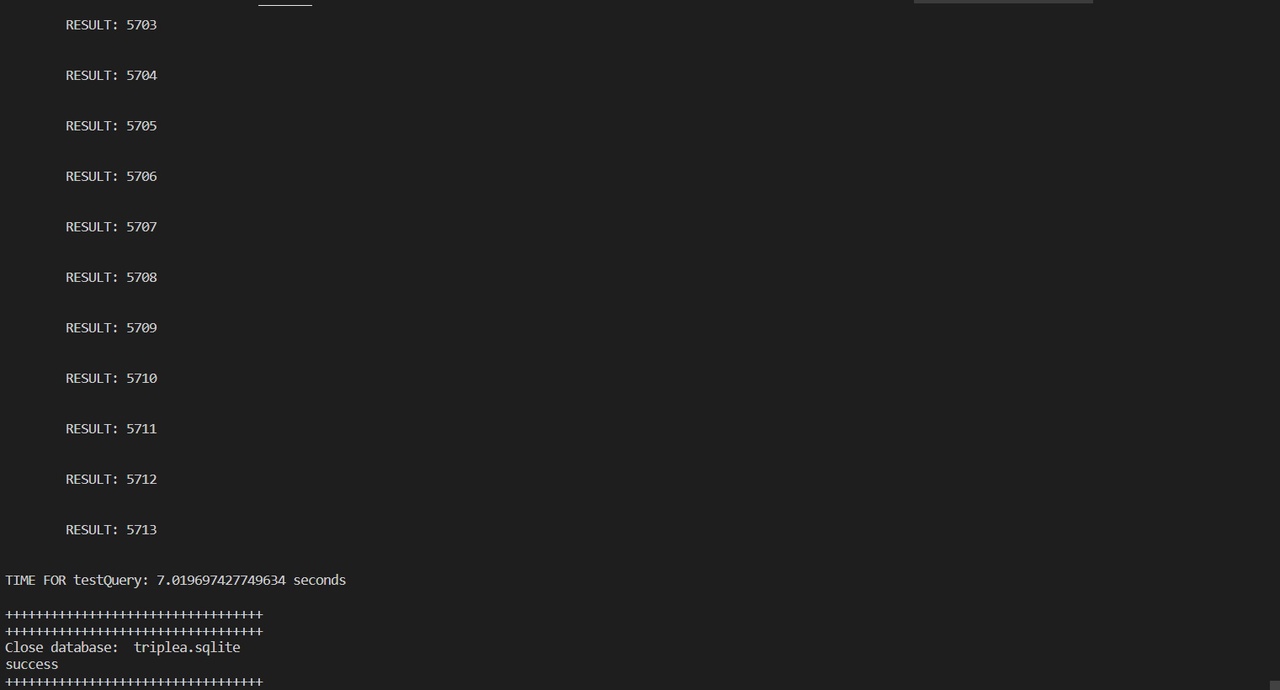 RESULT: 5703
RESULT: 5704
RESULT: 5705
RESULT: 5706
RESULT: 5707
RESULT: 5708
RESULT: 5709
RESULT: 5710
RESULT: 5711
RESULT: 5712
RESULT: 5713
TIME FOR testQuery: 7.019697427749634 seconds
++++++++++++++++++++++++++++++++++
++++++++++++++++++++++++++++++++++
Close database:  triplea.sqlite
success
++++++++++++++++++++++++++++++++++